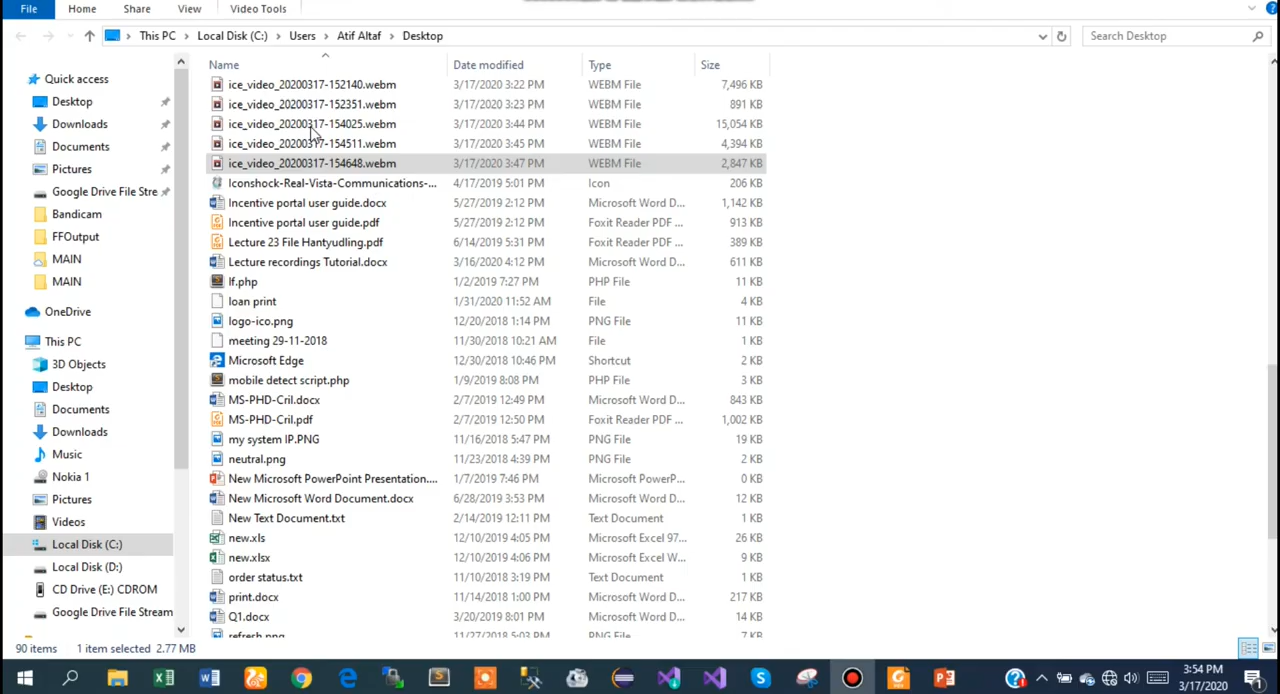 File Home Share View Video Tools
This PC > Local Disk (C:) > Users > Atif Altaf > Desktop
Search Desktop
Quick access
Desktop
Downloads
Documents
Pictures
Google Drive File Stre
Bandicam
FFOutput
MAIN
MAIN
OneDrive
This PC
3D Objects
Desktop
Documents
Downloads
Music
Nokia 1
Pictures
Videos
Local Disk (C:)
Local Disk (D:)
CD Drive (E:) CDROM
Google Drive File Stream
Name Date modified Type Size
ice_video_20200317-152140.webm 3/17/2020 3:22 PM WEBM File 7,496 KB
ice_video_20200317-152351.webm 3/17/2020 3:23 PM WEBM File 891 KB
ice_video_20200317-154025.webm 3/17/2020 3:44 PM WEBM File 15,054 KB
ice_video_20200317-154511.webm 3/17/2020 3:45 PM WEBM File 4,394 KB
ice_video_20200317-154648.webm 3/17/2020 3:47 PM WEBM File 2,847 KB
Iconshock-Real-Vista-Communications-... 4/17/2019 5:01 PM Icon 206 KB
Incentive portal user guide.docx 5/27/2019 2:12 PM Microsoft Word D... 1,142 KB
Incentive portal user guide.pdf 5/27/2019 2:12 PM Foxit Reader PDF ... 913 KB
Lecture 23 File Hantyudling.pdf 6/14/2019 5:31 PM Foxit Reader PDF ... 389 KB
Lecture recordings Tutorial.docx 3/16/2020 4:12 PM Microsoft Word D... 611 KB
lf.php 1/2/2019 7:27 PM PHP File 11 KB
loan print 1/31/2020 11:52 AM File 4 KB
logo-ico.png 12/20/2018 1:14 PM PNG File 11 KB
meeting 29-11-2018 11/30/2018 10:21 AM File 1 KB
Microsoft Edge 12/30/2018 10:46 PM Shortcut 2 KB
mobile detect script.php 1/9/2019 8:08 PM PHP File 3 KB
MS-PHD-Cril.docx 2/7/2019 12:49 PM Microsoft Word D... 843 KB
MS-PHD-Cril.pdf 2/7/2019 12:50 PM Foxit Reader PDF ... 1,002 KB
my system IP.PNG 11/16/2018 5:47 PM PNG File 19 KB
neutral.png 11/23/2018 4:39 PM PNG File 2 KB
New Microsoft PowerPoint Presentation.... 1/7/2019 7:46 PM Microsoft PowerP... 0 KB
New Microsoft Word Document.docx 6/28/2019 3:53 PM Microsoft Word D... 12 KB
New Text Document.txt 2/14/2019 12:11 PM Text Document 1 KB
new.xls 12/10/2019 4:05 PM Microsoft Excel 97... 26 KB
new.xlsx 12/10/2019 4:06 PM Microsoft Excel W... 9 KB
order status.txt 11/10/2018 3:19 PM Text Document 1 KB
print.docx 11/14/2018 1:00 PM Microsoft Word D... 217 KB
Q1.docx 3/20/2019 8:01 PM Microsoft Word D... 14 KB
refresh.png 11/27/2018 5:03 PM PNG File 7 KB
90 items 1 item selected 2.77 MB
3:54 PM
3/17/2020